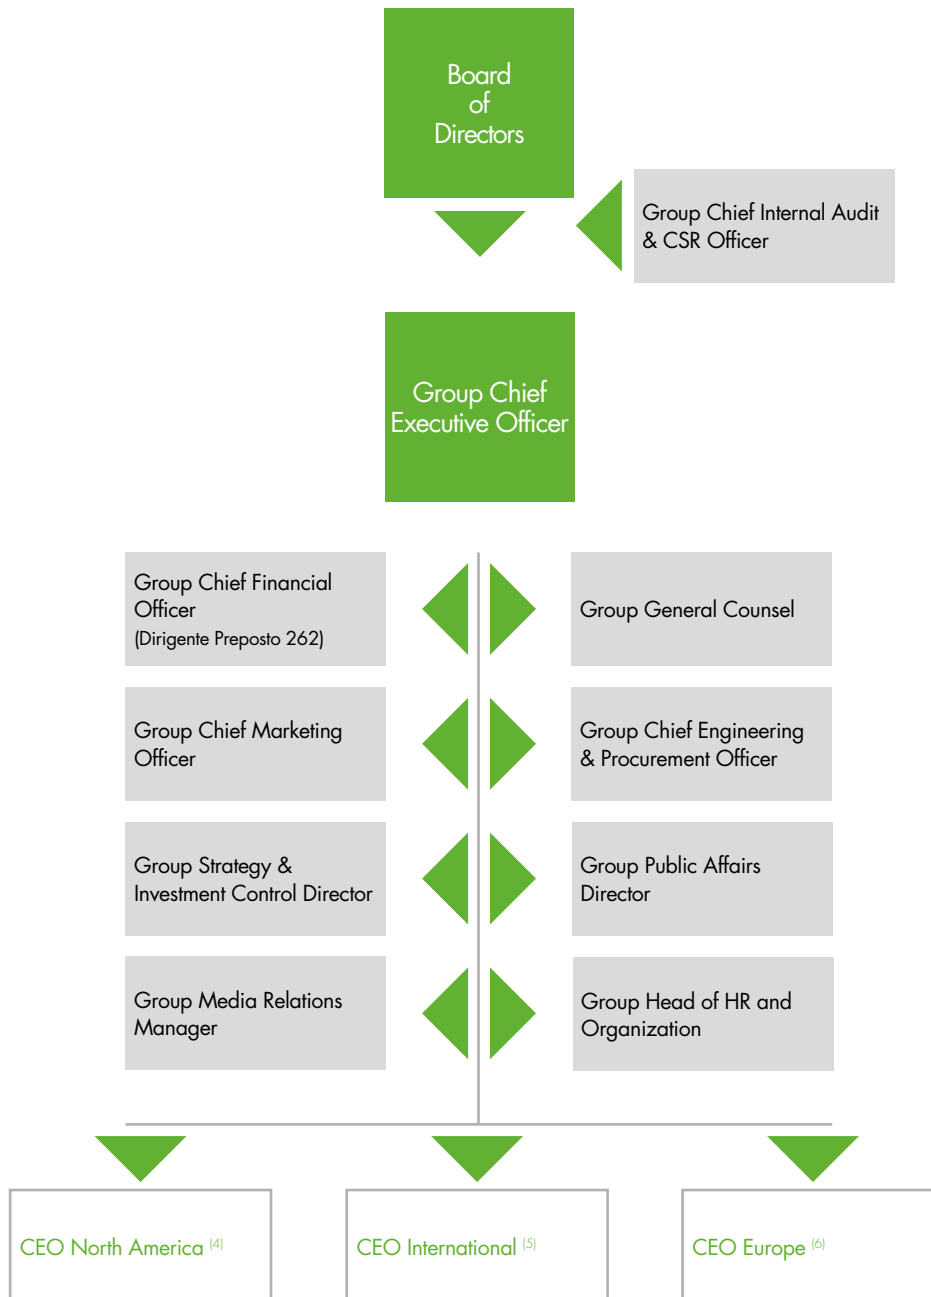 Board
of
Directors
Group Chief Internal Audit
& CSR Officer
Group Chief
Executive Officer
Group Chief Financial
Officer
(Dirigente Preposto 262)
Group General Counsel
Group Chief Marketing
Officer
Group Chief Engineering
& Procurement Officer
Group Strategy &
Investment Control Director
Group Public Affairs
Director
Group Media Relations
Manager
Group Head of HR and
Organization
CEO North America (4)
CEO International (5)
CEO Europe (6)